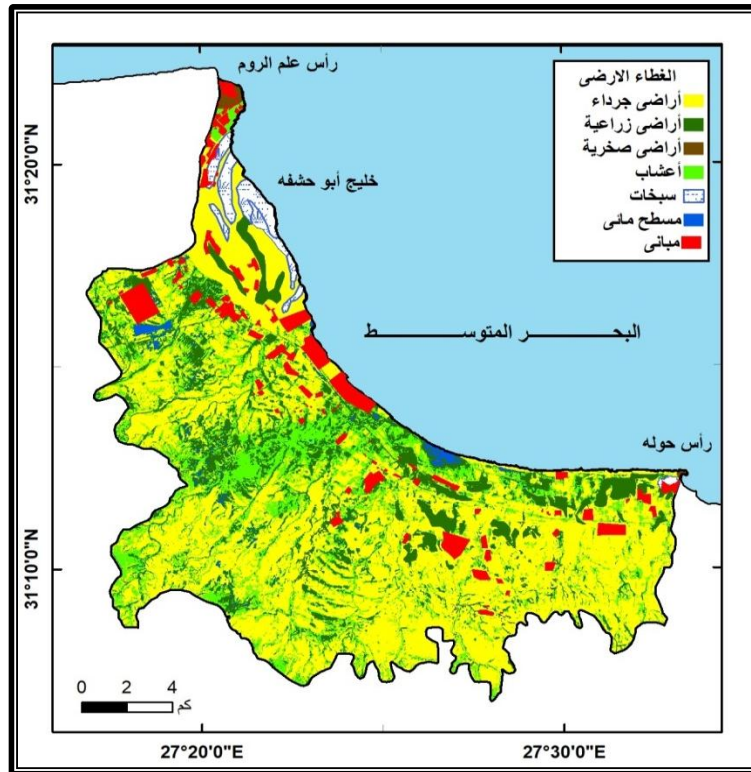 رأس علم الروم
الغطاء الارضى
أراضى جرداء
أراضى زراعية
أراضى صخرية
أعشاب
سبخات
مسطح مائى
مبانى
خليج أبو حشفه
البحـــــــر المتوســـــــط
رأس حوله
31°20'0"N
31°10'0"N
0 2 4
كم
27°20'0"E
27°30'0"E